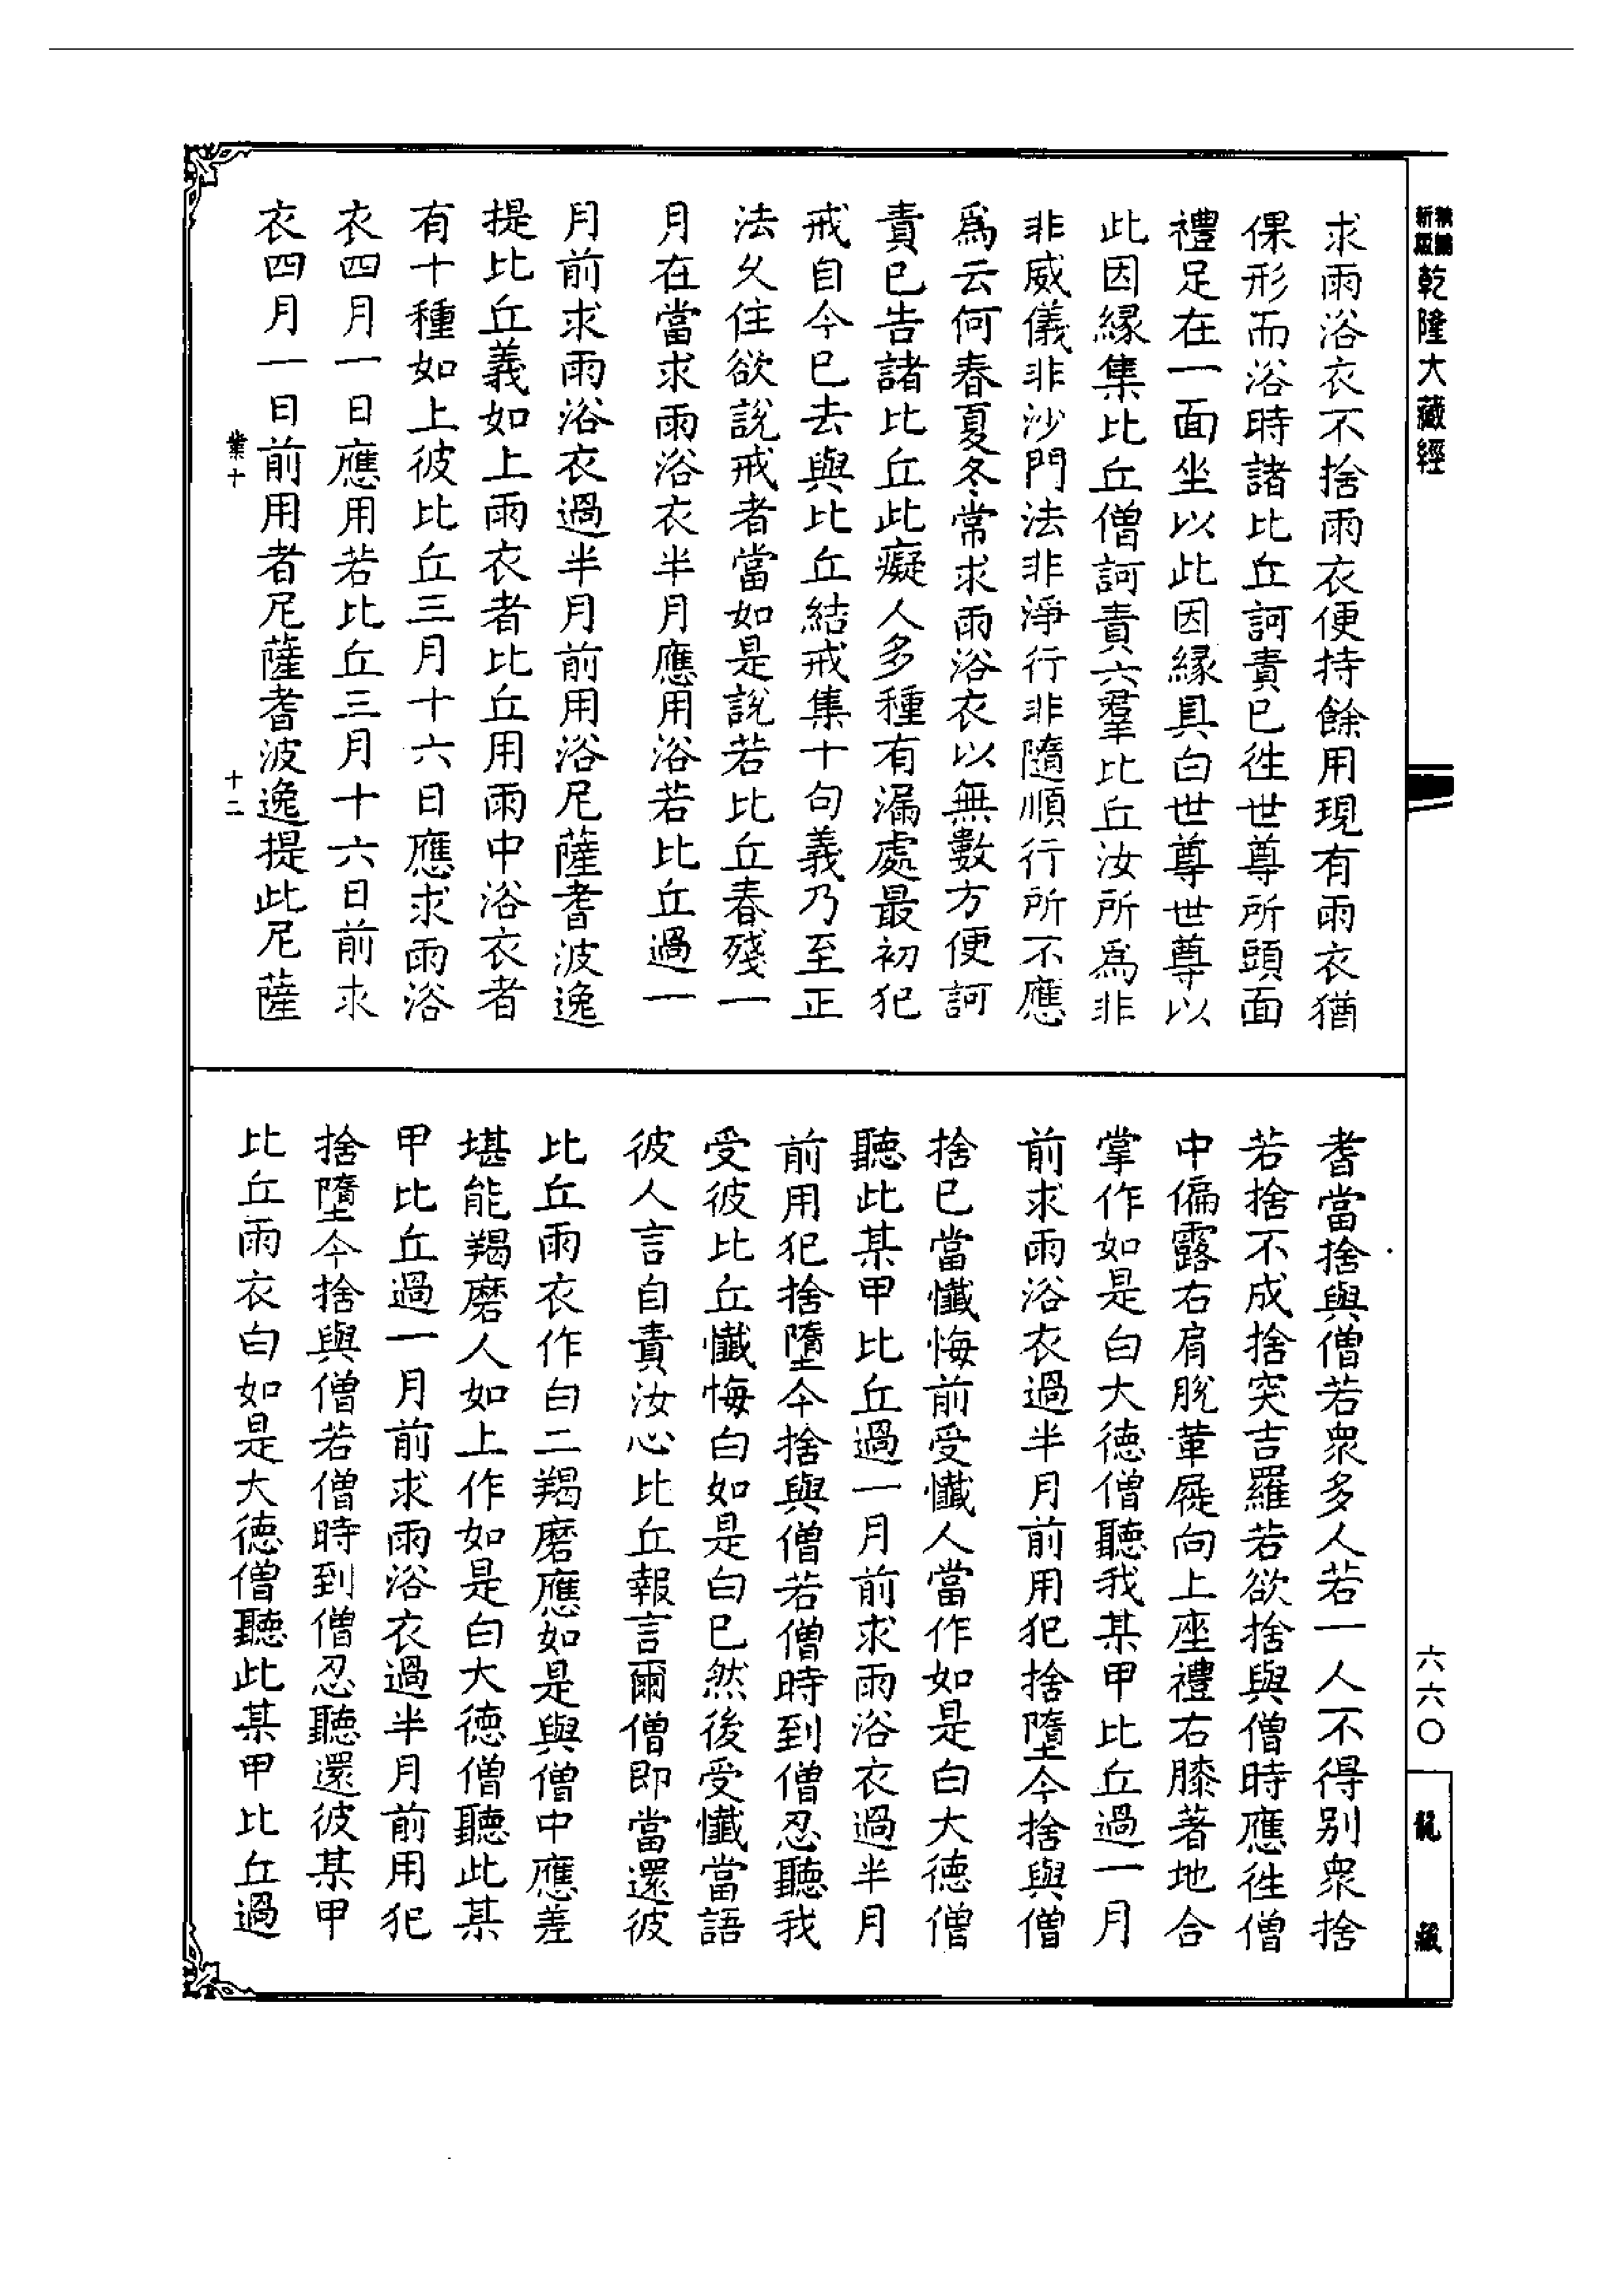 新版
乾隆大藏經
求雨浴衣不捨雨衣便持餘用現有雨衣猶
倮形而浴時諸比丘訶責已徃世尊所頭面
禮足在一面坐以此因緣具白世尊世尊以
此因緣集比丘僧訶責六羣比丘汝所爲非
非威儀非沙門法非淨行非隨順行所不應
爲云何春夏冬常求雨浴衣以無數方便訶
責已告諸比丘此癡人多種有漏處最初犯
戒自今已去與比丘結戒集十句義乃至正
法久住欲說戒者當如是說若比丘春殘一
月在當求雨浴衣半月應用浴若比丘過一
月前求雨浴衣過半月前用浴尼薩耆波逸
提比丘義如上雨衣者比丘用雨中浴衣者
有十種如上彼比丘三月十六日應求雨浴
衣四月一日應用若比丘三月十六日前求
衣四月一日前用者尼薩耆波逸提此尼薩
業十
十二
耆當捨與僧若衆多人若一人不得別衆捨
若捨不成捨突吉羅若欲捨與僧時應徃僧
中偏露右肩脫革屣向上座禮右膝著地合
掌作如是白大德僧聽我某甲比丘過一月
前求雨浴衣過半月前用犯捨墮今捨與僧
捨已當懺悔前受懺人當作如是白大德僧
聽此某甲比丘過一月前求雨浴衣過半月
前用犯捨墮今捨與僧若僧時到僧忍聽我
受彼比丘懺悔白如是白已然後受懺當語
彼人言自責汝心比丘報言爾僧即當還彼
比丘雨衣作白二羯磨應如是與僧中應差
堪能羯磨人如上作如是白大德僧聽此某
甲比丘過一月前求雨浴衣過半月前用犯
捨墮今捨與僧若僧時到僧忍聽還彼某甲
比丘雨衣白如是大德僧聽此某甲比丘過
六六〇
龍藏